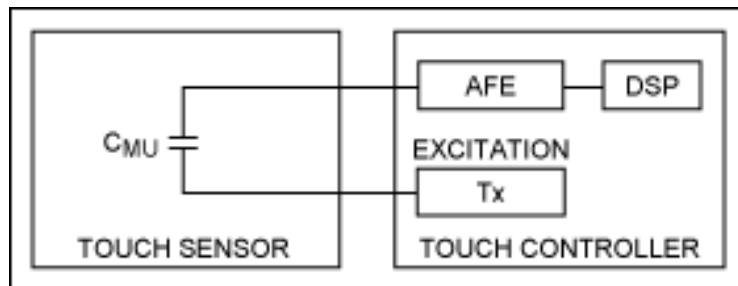 AFE
DSP
C_MU
EXCITATION
Tx
TOUCH SENSOR
TOUCH CONTROLLER